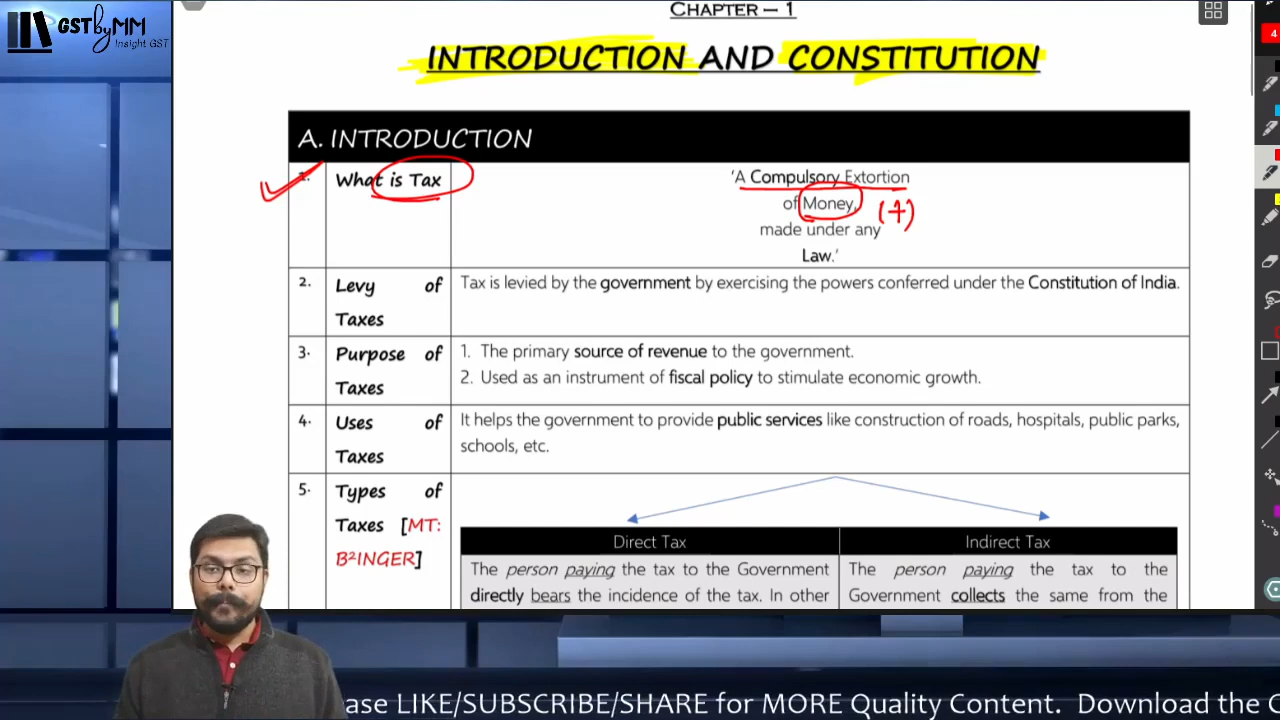 GSTbyMM
Insight GST
CHAPTER – 1
INTRODUCTION AND CONSTITUTION
A. INTRODUCTION
1. What is Tax
'A Compulsory Extortion
of Money,
(+)
made under any
Law.'
2. Levy of
Taxes
Tax is levied by the government by exercising the powers conferred under the Constitution of India.
3. Purpose of
Taxes
1. The primary source of revenue to the government.
2. Used as an instrument of fiscal policy to stimulate economic growth.
4. Uses of
Taxes
It helps the government to provide public services like construction of roads, hospitals, public parks,
schools, etc.
5. Types of
Taxes [MT:
B²INGER]
Direct Tax
The person paying the tax to the Government
directly bears the incidence of the tax. In other
Indirect Tax
The person paying the tax to the
Government collects the same from the
4
ase LIKE/SUBSCRIBE/SHARE for MORE Quality Content. Download the